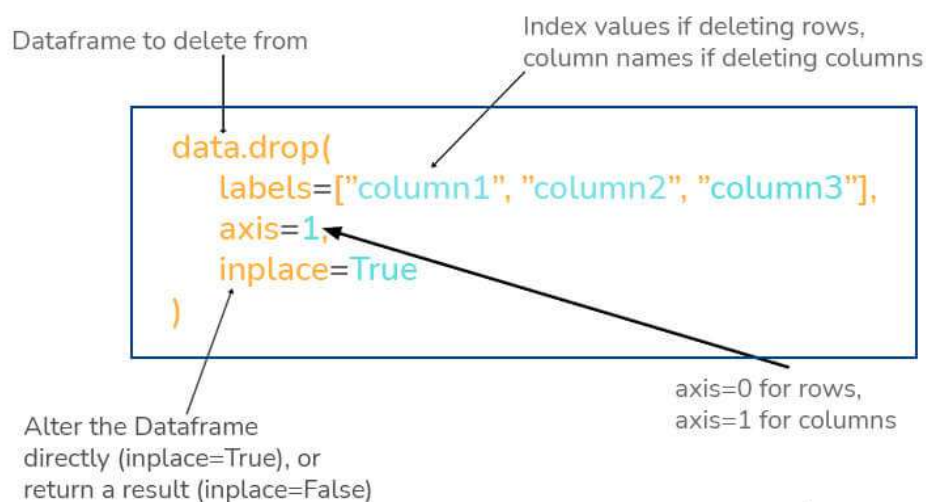 Dataframe to delete from
Index values if deleting rows,
column names if deleting columns
data.drop(
labels=["column1", "column2", "column3"],
axis=1,
inplace=True
)
axis=0 for rows,
axis=1 for columns
Alter the Dataframe
directly (inplace=True), or
return a result (inplace=False)